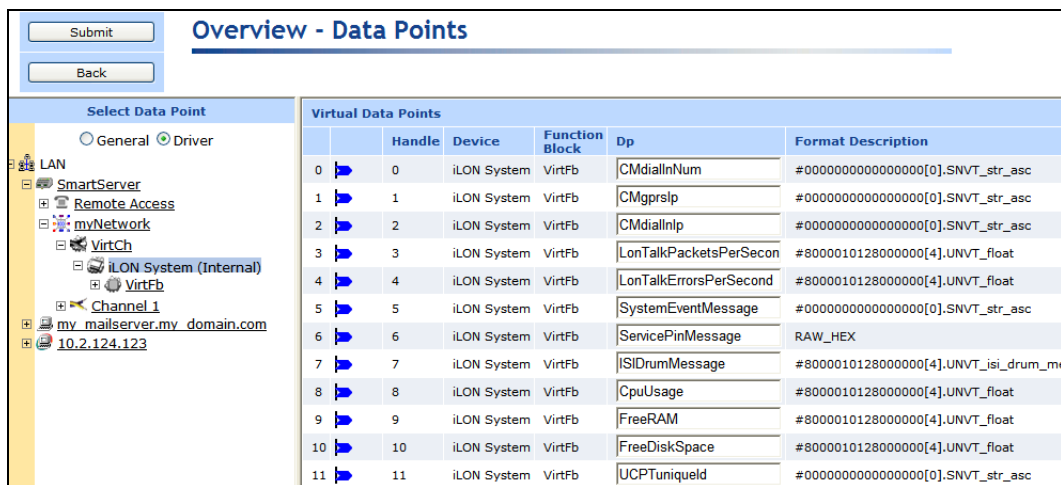 Submit
Overview - Data Points
Back
Select Data Point
General Driver
LAN
SmartServer
Remote Access
myNetwork
VirtCh
iLON System (Internal)
VirtFb
Channel 1
my_mailserver.my_domain.com
10.2.124.123
Virtual Data Points
Handle Device Function Block Dp Format Description
0 0 iLON System VirtFb CMdialInNum #0000000000000000[0].SNVT_str_asc
1 1 iLON System VirtFb CMgprsIp #0000000000000000[0].SNVT_str_asc
2 2 iLON System VirtFb CMdialInIp #0000000000000000[0].SNVT_str_asc
3 3 iLON System VirtFb LonTalkPacketsPerSecon #8000010128000000[4].UNVT_float
4 4 iLON System VirtFb LonTalkErrorsPerSecond #8000010128000000[4].UNVT_float
5 5 iLON System VirtFb SystemEventMessage #0000000000000000[0].SNVT_str_asc
6 6 iLON System VirtFb ServicePinMessage RAW_HEX
7 7 iLON System VirtFb ISIDrumMessage #8000010128000000[4].UNVT_isi_drum_me
8 8 iLON System VirtFb CpuUsage #8000010128000000[4].UNVT_float
9 9 iLON System VirtFb FreeRAM #8000010128000000[4].UNVT_float
10 10 iLON System VirtFb FreeDiskSpace #8000010128000000[4].UNVT_float
11 11 iLON System VirtFb UCPTuniqueId #0000000000000000[0].SNVT_str_asc